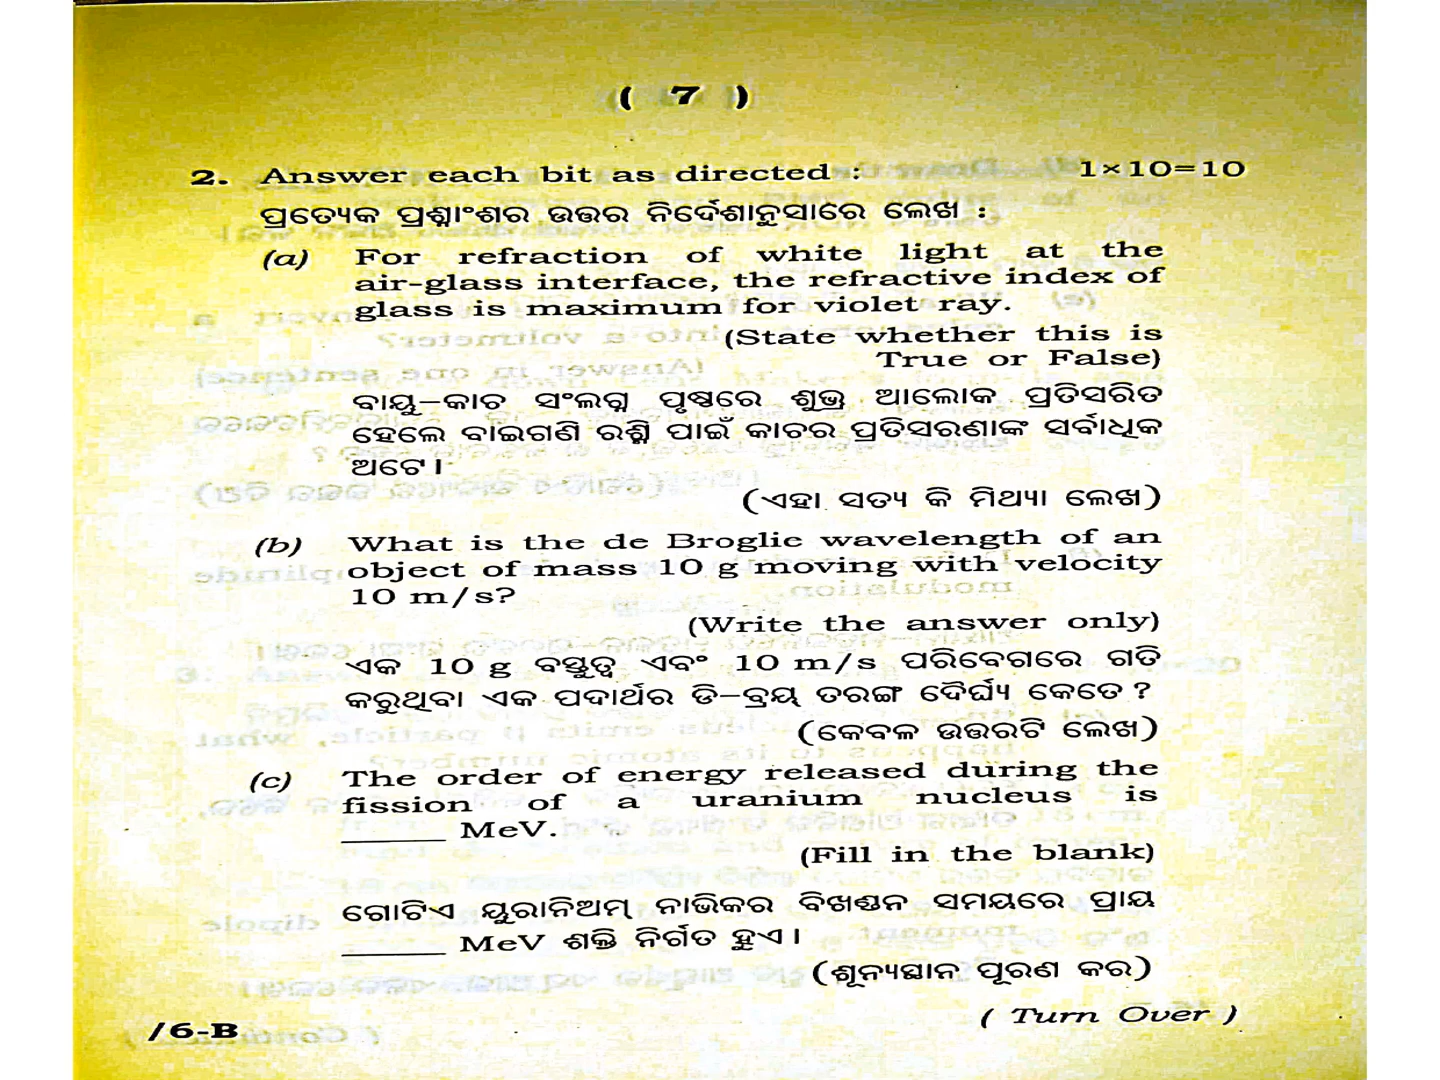 ( 7 )
2. Answer each bit as directed : 1×10=10
ପ୍ରତ୍ୟେକ ପ୍ରଶ୍ନାଂଶର ଉତ୍ତର ନିର୍ଦ୍ଦେଶାନୁସାରେ ଲେଖ :
(a) For refraction of white light at the
air-glass interface, the refractive index of
glass is maximum for violet ray.
(State whether this is
True or False)
ବାୟୁ–କାଚ ସଂଲଗ୍ନ ପୃଷ୍ଠରେ ଶୁଭ୍ର ଆଲୋକ ପ୍ରତିସରିତ
ହେଲେ ବାଇଗଣି ରଶ୍ମି ପାଇଁ କାଚର ପ୍ରତିସରଣାଙ୍କ ସର୍ବାଧିକ
ଅଟେ।
(ଏହା ସତ୍ୟ କି ମିଥ୍ୟା ଲେଖ)
(b) What is the de Broglie wavelength of an
object of mass 10 g moving with velocity
10 m/s?
(Write the answer only)
ଏକ 10 g ବସ୍ତୁତ୍ୱ ଏବଂ 10 m/s ପରିବେଗରେ ଗତି
କରୁଥିବା ଏକ ପଦାର୍ଥର ଡି–ବ୍ରୟ୍ ତରଙ୍ଗ ଦୈର୍ଘ୍ୟ କେତେ ?
(କେବଳ ଉତ୍ତରଟି ଲେଖ)
(c) The order of energy released during the
fission of a uranium nucleus is
______ MeV.
(Fill in the blank)
ଗୋଟିଏ ୟୁରାନିଅମ୍ ନାଭିକର ବିଖଣ୍ଡନ ସମୟରେ ପ୍ରାୟ
______ MeV ଶକ୍ତି ନିର୍ଗତ ହୁଏ।
(ଶୂନ୍ୟସ୍ଥାନ ପୂରଣ କର)
/6-B ( Turn Over )